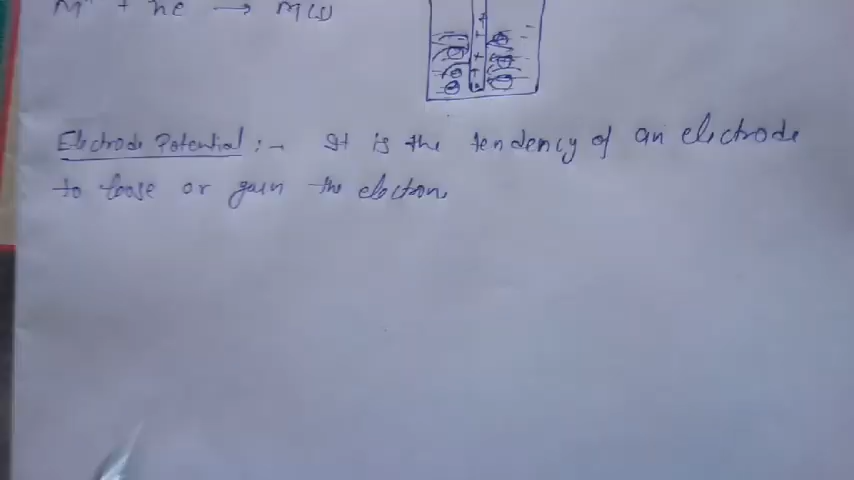 M + ne → M(s)
Electrode Potential :- It is the tendency of an electrode
to loose or gain the electron